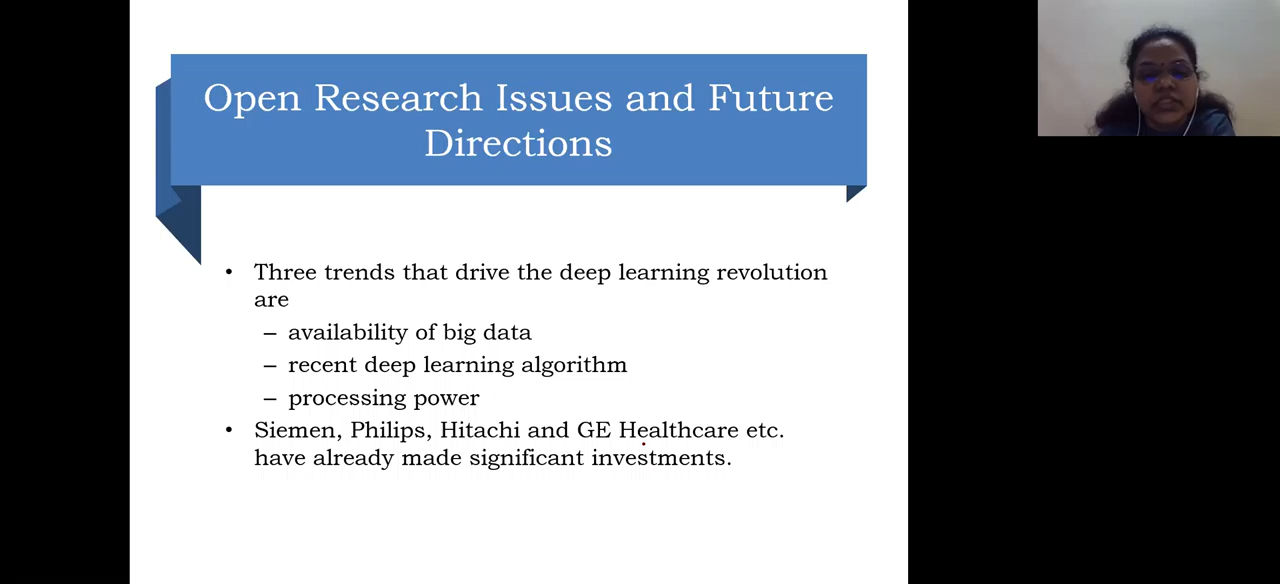 Open Research Issues and Future
Directions
• Three trends that drive the deep learning revolution
are
– availability of big data
– recent deep learning algorithm
– processing power
• Siemen, Philips, Hitachi and GE Healthcare etc.
have already made significant investments.